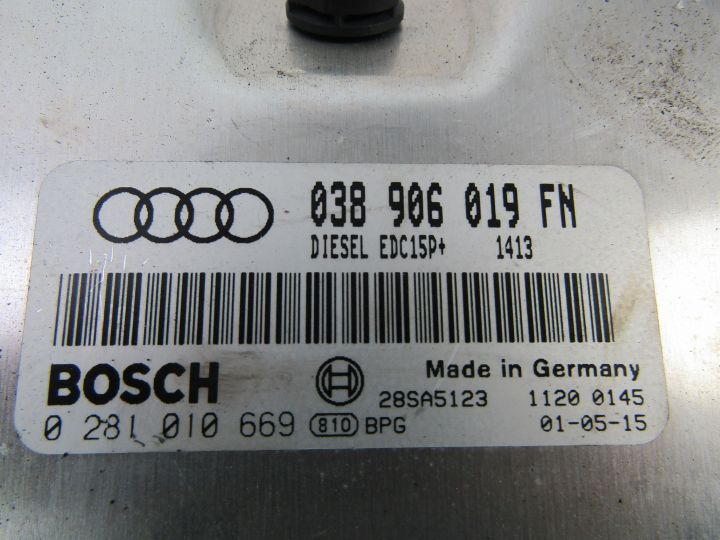 038 906 019 FN
DIESEL EDC15P+ 1413
Made in Germany
BOSCH
28SA5123 1120 0145
0 281 010 669 810 BPG 01-05-15